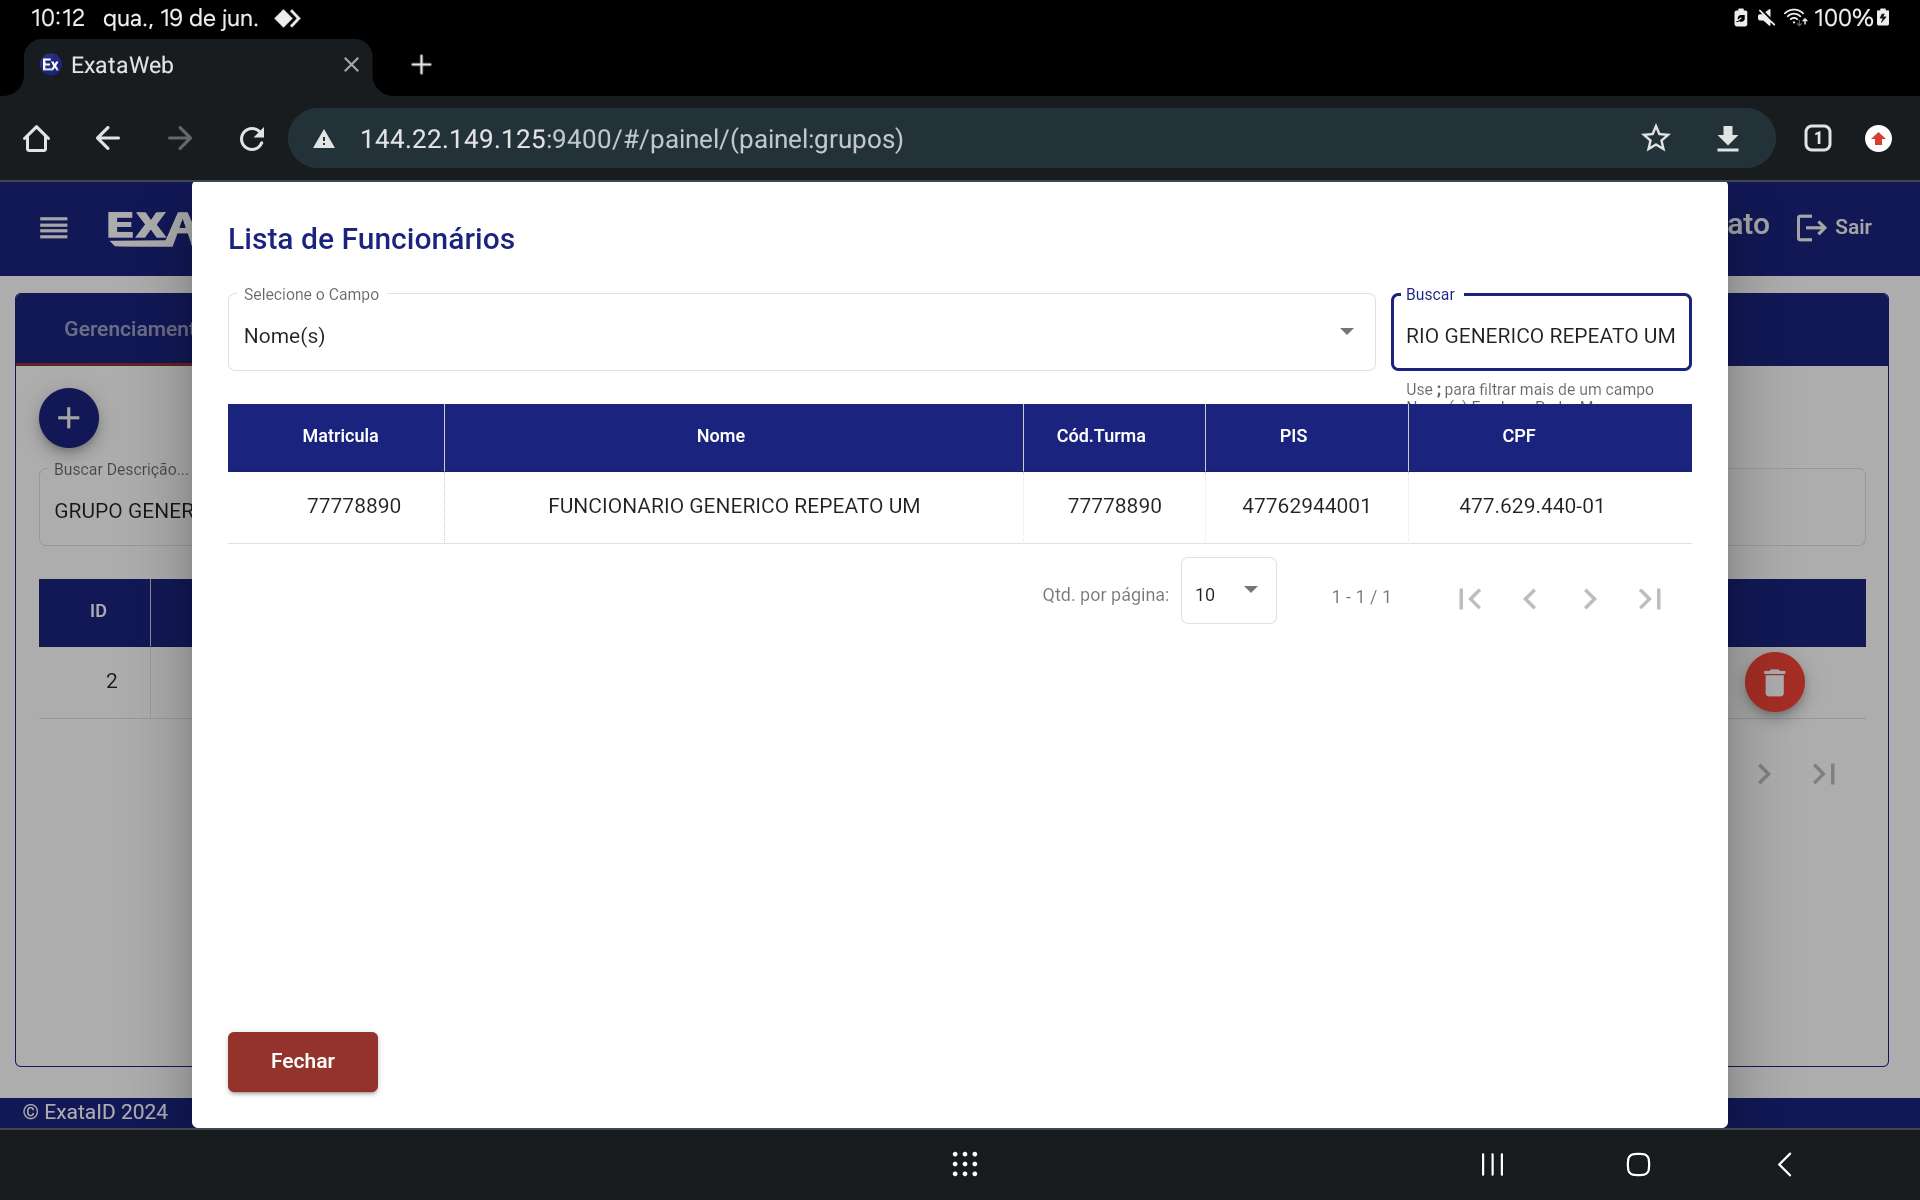 10:12 qua., 19 de jun. 100%
Ex ExataWeb
144.22.149.125:9400/#/painel/(painel:grupos) 1
EXA ato Sair
Lista de Funcionários
Selecione o Campo Buscar
Nome(s) RIO GENERICO REPEATO UM
Use ; para filtrar mais de um campo
Gerenciament
Matricula Nome Cód.Turma PIS CPF
77778890 FUNCIONARIO GENERICO REPEATO UM 77778890 47762944001 477.629.440-01
Buscar Descrição...
GRUPO GENER
Qtd. por página: 10 1 - 1 / 1
ID
2
Fechar
© ExataID 2024